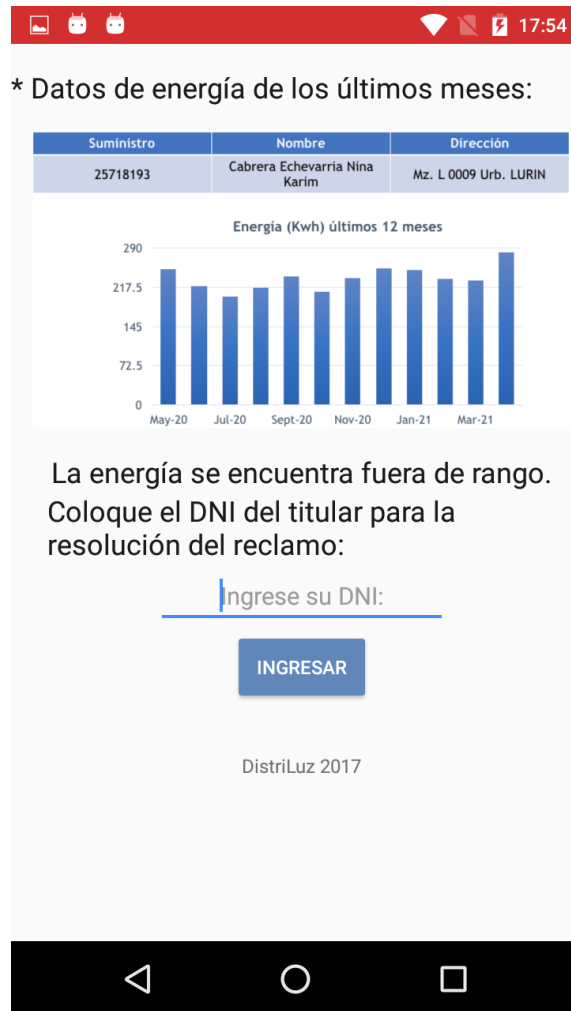 17:54
* Datos de energía de los últimos meses:
Suministro Nombre Dirección
25718193 Cabrera Echevarria Nina Karim Mz. L 0009 Urb. LURIN
Energía (Kwh) últimos 12 meses
290
217.5
145
72.5
0
May-20 Jul-20 Sept-20 Nov-20 Jan-21 Mar-21
La energía se encuentra fuera de rango.
Coloque el DNI del titular para la
resolución del reclamo:
Ingrese su DNI:
INGRESAR
DistriLuz 2017